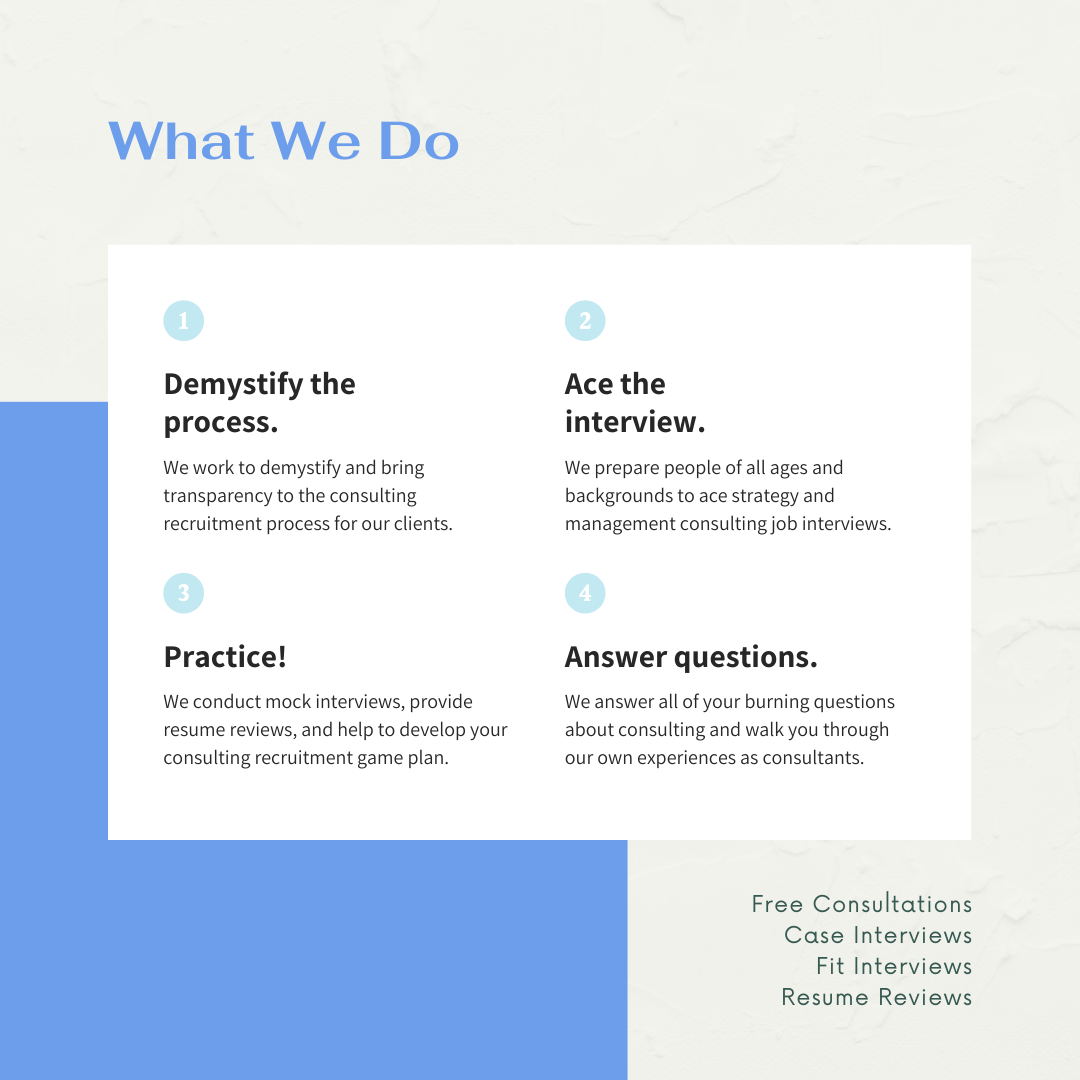 What We Do
1
Demystify the
process.
We work to demystify and bring
transparency to the consulting
recruitment process for our clients.
2
Ace the
interview.
We prepare people of all ages and
backgrounds to ace strategy and
management consulting job interviews.
3
Practice!
We conduct mock interviews, provide
resume reviews, and help to develop your
consulting recruitment game plan.
4
Answer questions.
We answer all of your burning questions
about consulting and walk you through
our own experiences as consultants.
Free Consultations
Case Interviews
Fit Interviews
Resume Reviews